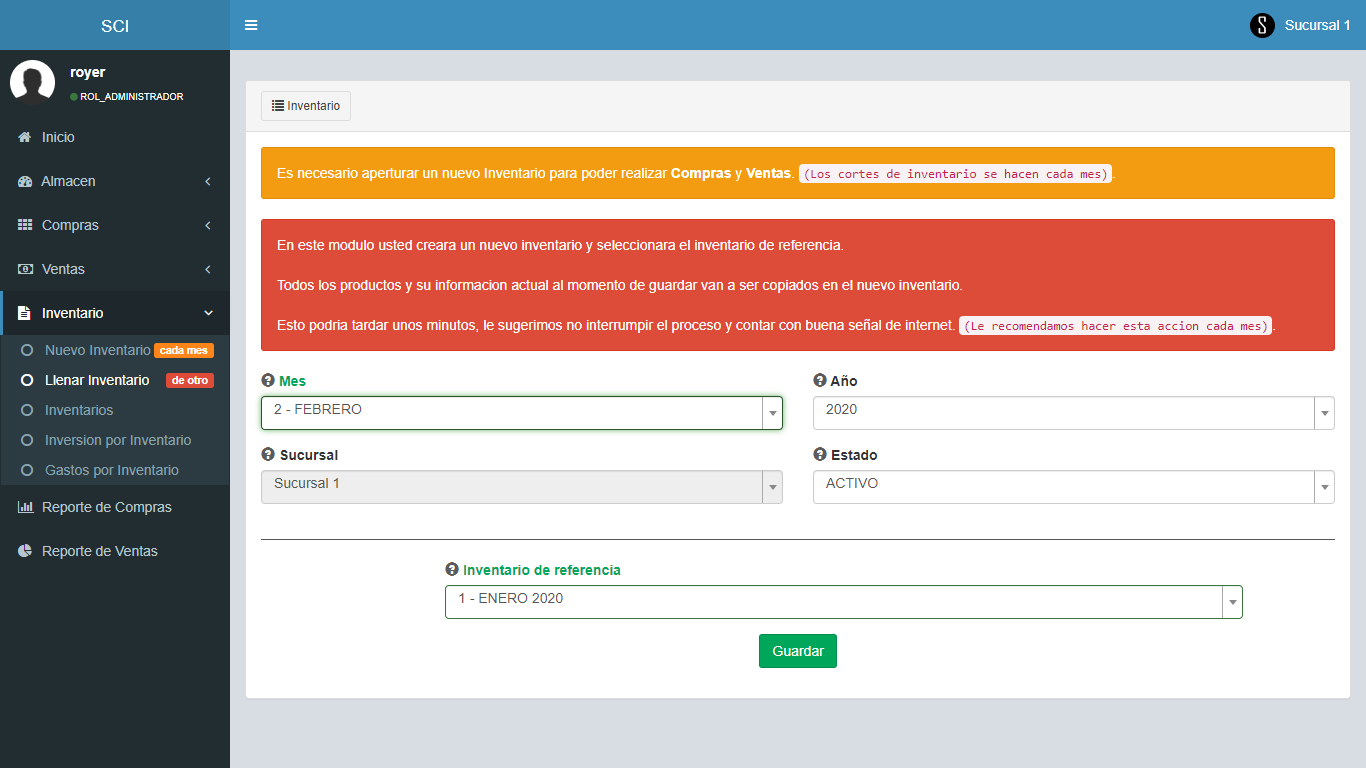 SCI
Sucursal 1
royer
ROL_ADMINISTRADOR
Inicio
Almacen
Compras
Ventas
Inventario
Nuevo Inventario cada mes
Llenar Inventario de otro
Inventarios
Inversion por Inventario
Gastos por Inventario
Reporte de Compras
Reporte de Ventas
Inventario
Es necesario aperturar un nuevo Inventario para poder realizar Compras y Ventas. (Los cortes de inventario se hacen cada mes).
En este modulo usted creara un nuevo inventario y seleccionara el inventario de referencia.
Todos los productos y su informacion actual al momento de guardar van a ser copiados en el nuevo inventario.
Esto podria tardar unos minutos, le sugerimos no interrumpir el proceso y contar con buena señal de internet. (Le recomendamos hacer esta accion cada mes).
Mes
2 - FEBRERO
Año
2020
Sucursal
Sucursal 1
Estado
ACTIVO
Inventario de referencia
1 - ENERO 2020
Guardar